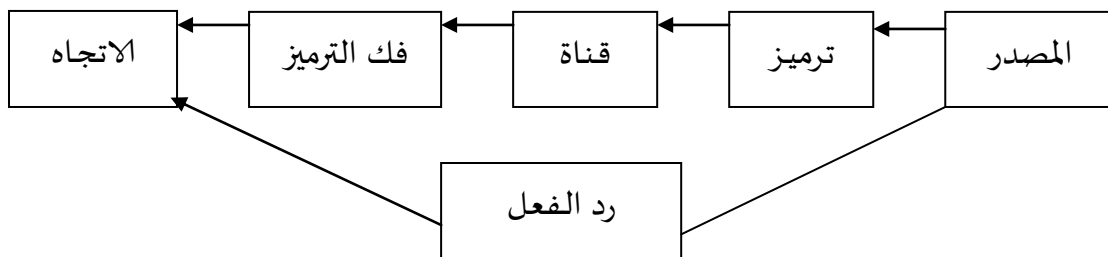 المصدر
ترميز
قناة
فك الترميز
الاتجاه
رد الفعل